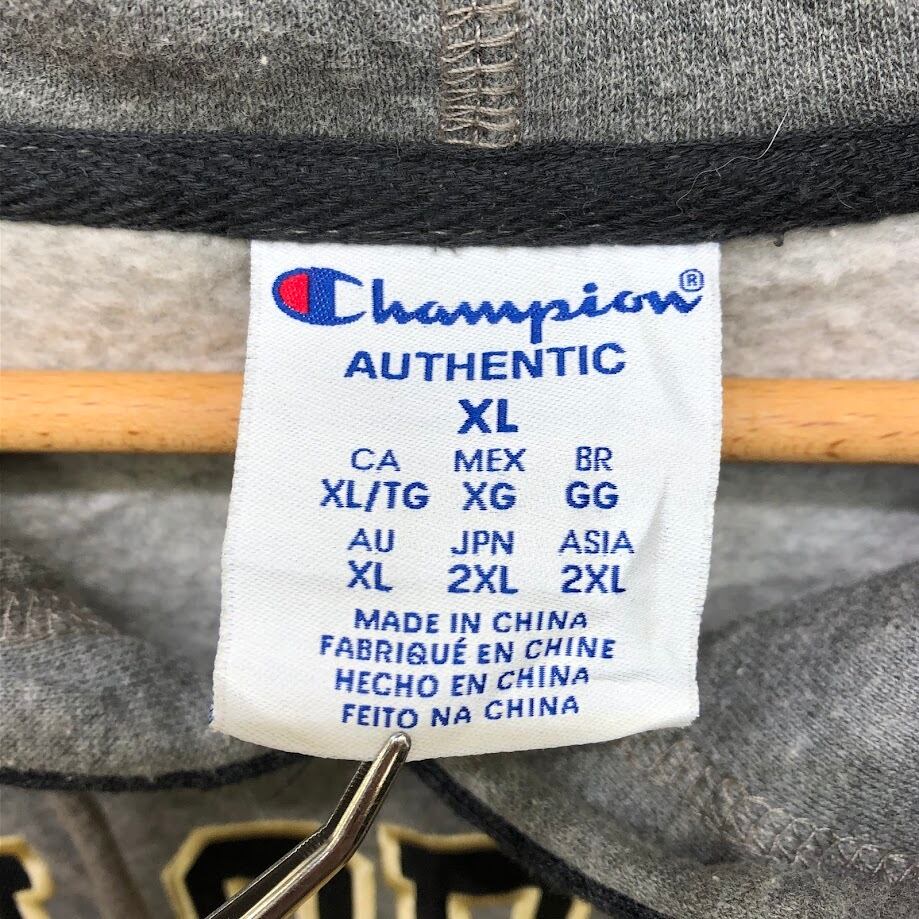 Champion®
AUTHENTIC
XL
CA MEX BR
XL/TG XG GG
AU JPN ASIA
XL 2XL 2XL
MADE IN CHINA
FABRIQUÉ EN CHINE
HECHO EN CHINA
FEITO NA CHINA